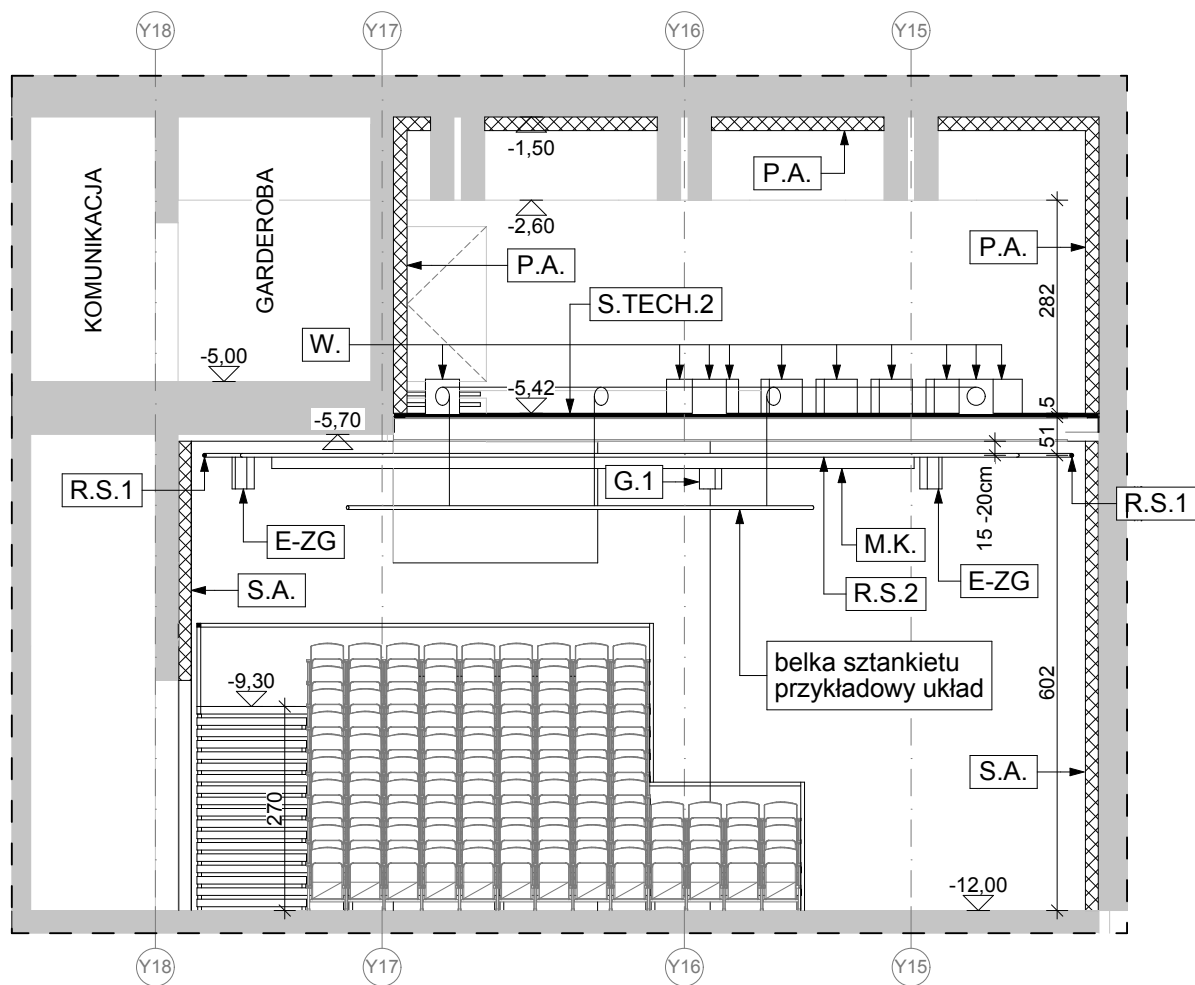 Y18
Y17
Y16
Y15
-1,50
P.A.
-2,60
P.A.
P.A.
KOMUNIKACJA
GARDEROBA
S.TECH.2
282
W.
-5,00
-5,42
5
-5,70
51
R.S.1
G.1
R.S.1
15 -20cm
E-ZG
M.K.
E-ZG
S.A.
R.S.2
belka sztankietu
przykładowy układ
-9,30
602
S.A.
270
-12,00
Y18
Y17
Y16
Y15